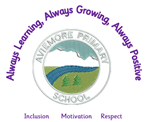 Always Learning, Always Growing, Always Positive
AVIEMORE PRIMARY
SCHOOL
Inclusion Motivation Respect